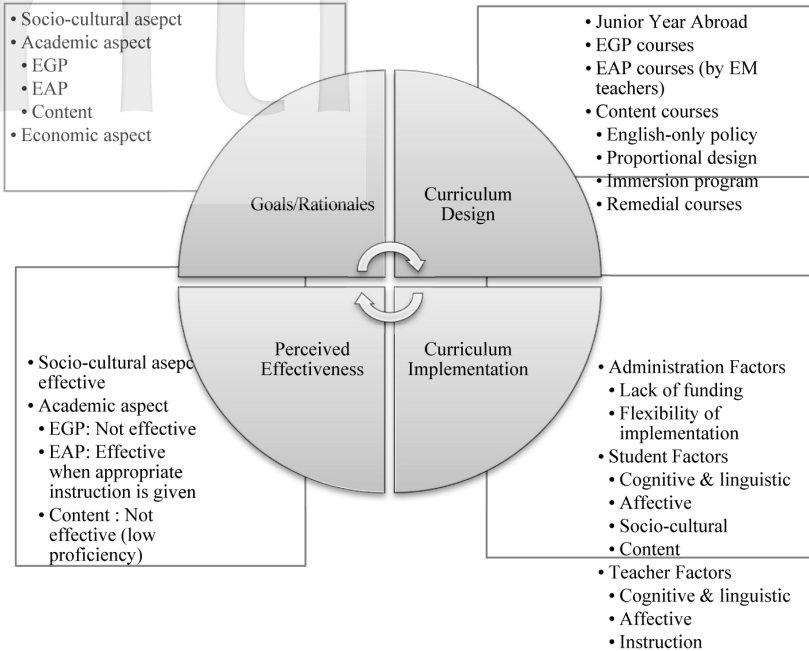 • Socio-cultural asepct
• Academic aspect
• EGP
• EAP
• Content
• Economic aspect
• Junior Year Abroad
• EGP courses
• EAP courses (by EM
teachers)
• Content courses
• English-only policy
• Proportional design
• Immersion program
• Remedial courses
Goals/Rationales
Curriculum
Design
Perceived
Effectiveness
Curriculum
Implementation
• Socio-cultural asepc
effective
• Academic aspect
• EGP: Not effective
• EAP: Effective
when appropriate
instruction is given
• Content : Not
effective (low
proficiency)
• Administration Factors
• Lack of funding
• Flexibility of
implementation
• Student Factors
• Cognitive & linguistic
• Affective
• Socio-cultural
• Content
• Teacher Factors
• Cognitive & linguistic
• Affective
• Instruction